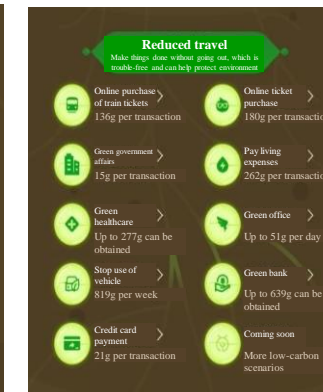 Reduced travel
Make things done without going out, which is
trouble-free and can help protect environment
Online purchase
of train tickets
136g per transaction
Online ticket
purchase
180g per transactio
Green government
affairs
15g per transaction
Pay living
expenses
262g per transactio
Green
healthcare
Up to 277g can be
obtained
Green office
Up to 51g per day
Stop use of
vehicle
819g per week
Green bank
Up to 639g can be
obtained
Credit card
payment
21g per transaction
Coming soon
More low-carbon
scenarios